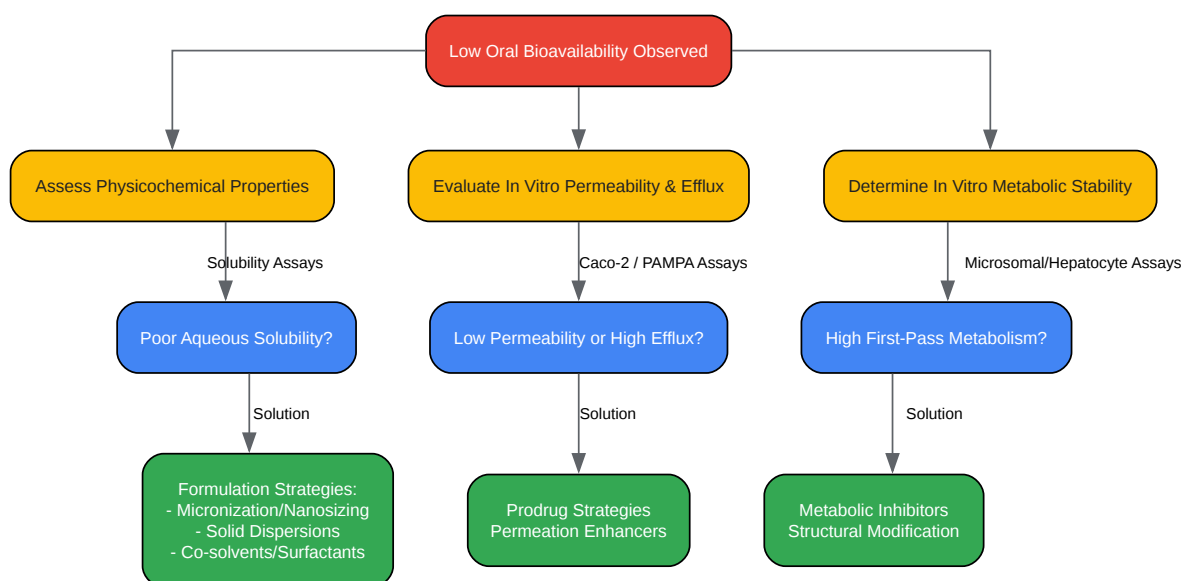 Low Oral Bioavailability Observed
Assess Physicochemical Properties
Evaluate In Vitro Permeability & Efflux
Determine In Vitro Metabolic Stability
Solubility Assays
Caco-2 / PAMPA Assays
Microsomal/Hepatocyte Assays
Poor Aqueous Solubility?
Low Permeability or High Efflux?
High First-Pass Metabolism?
Solution
Solution
Solution
Formulation Strategies:
- Micronization/Nanosizing
- Solid Dispersions
- Co-solvents/Surfactants
Prodrug Strategies
Permeation Enhancers
Metabolic Inhibitors
Structural Modification